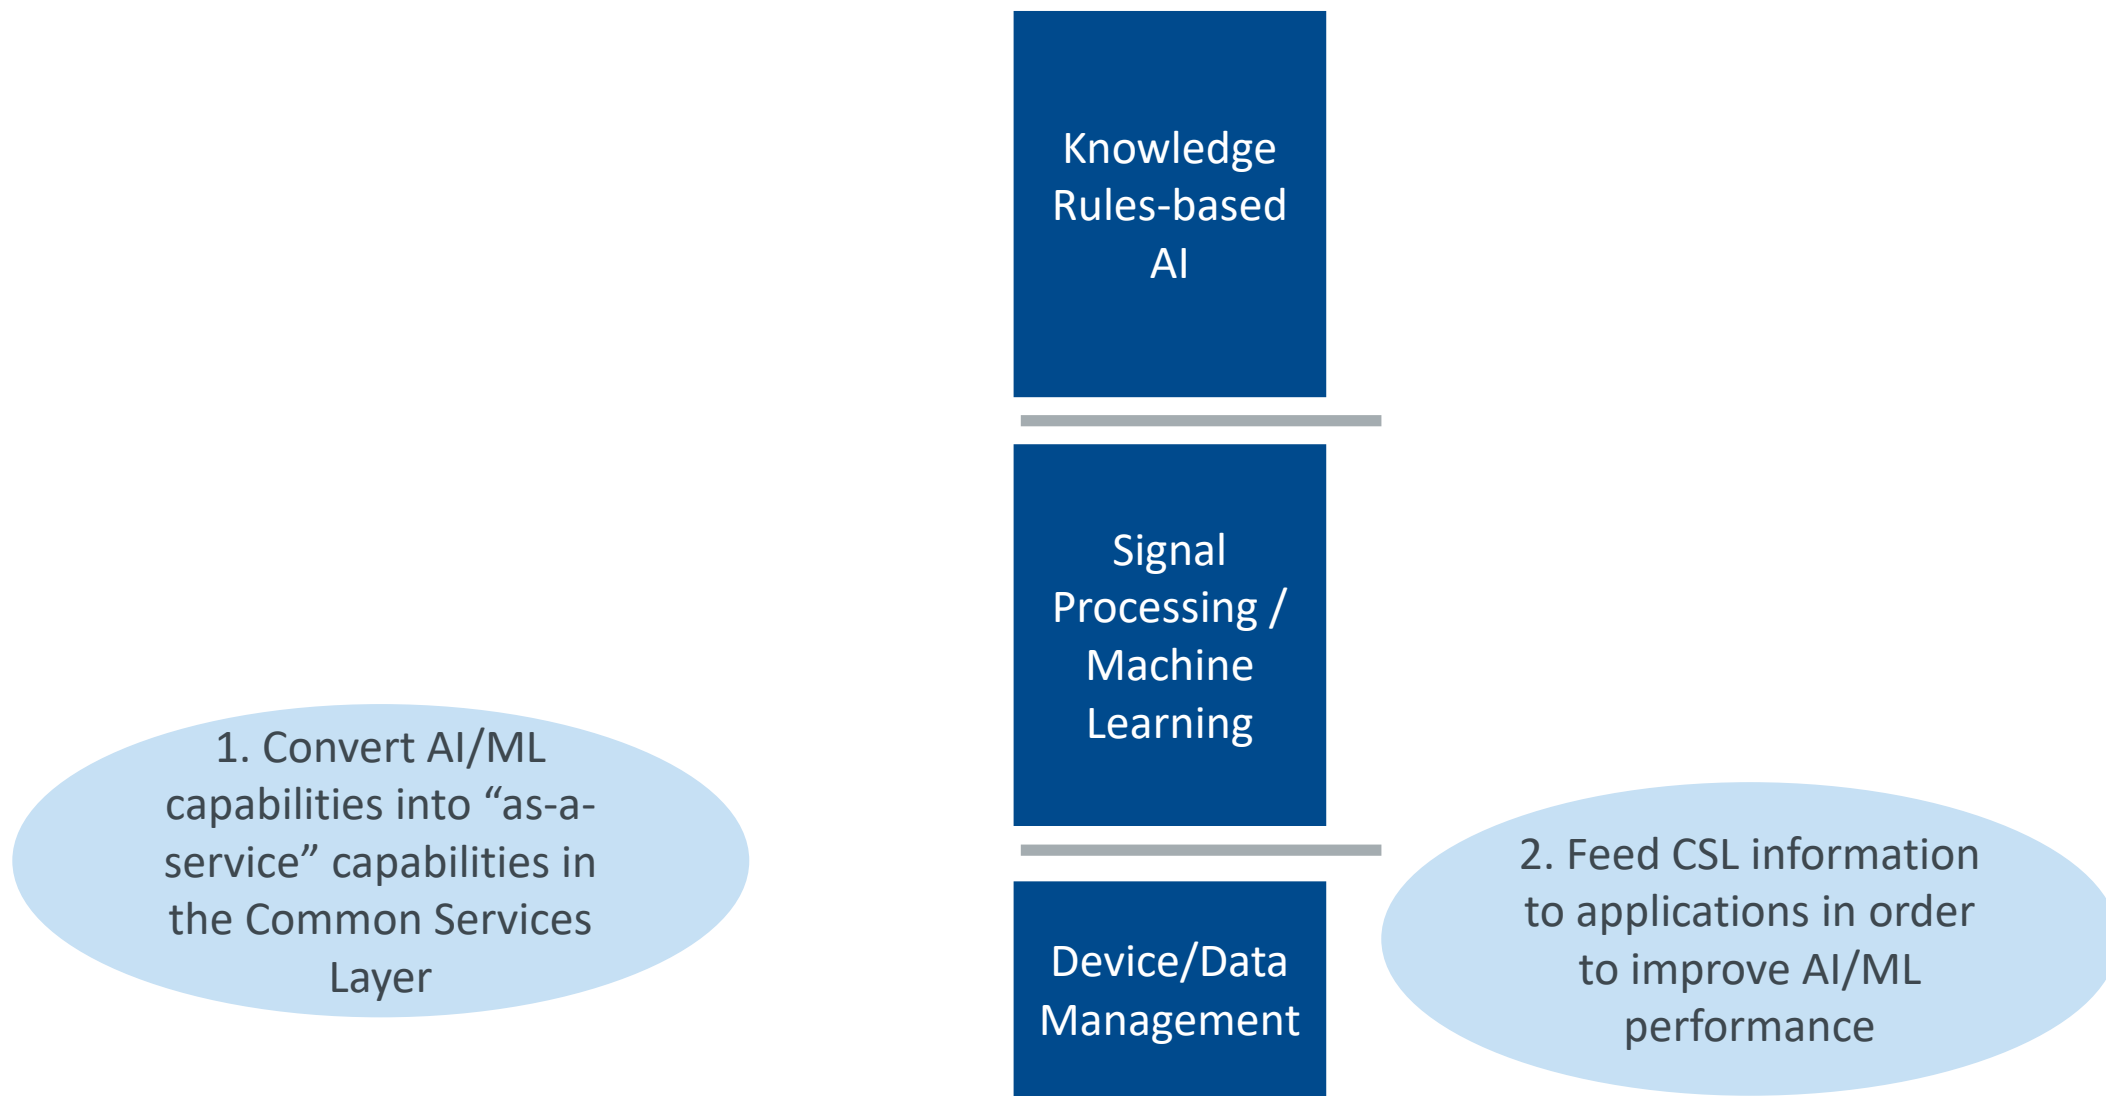 Knowledge
Rules-based
AI
Signal
Processing /
Machine
Learning
1. Convert AI/ML
capabilities into “as-a-
service” capabilities in
the Common Services
Layer
2. Feed CSL information
to applications in order
to improve AI/ML
performance
Device/Data
Management